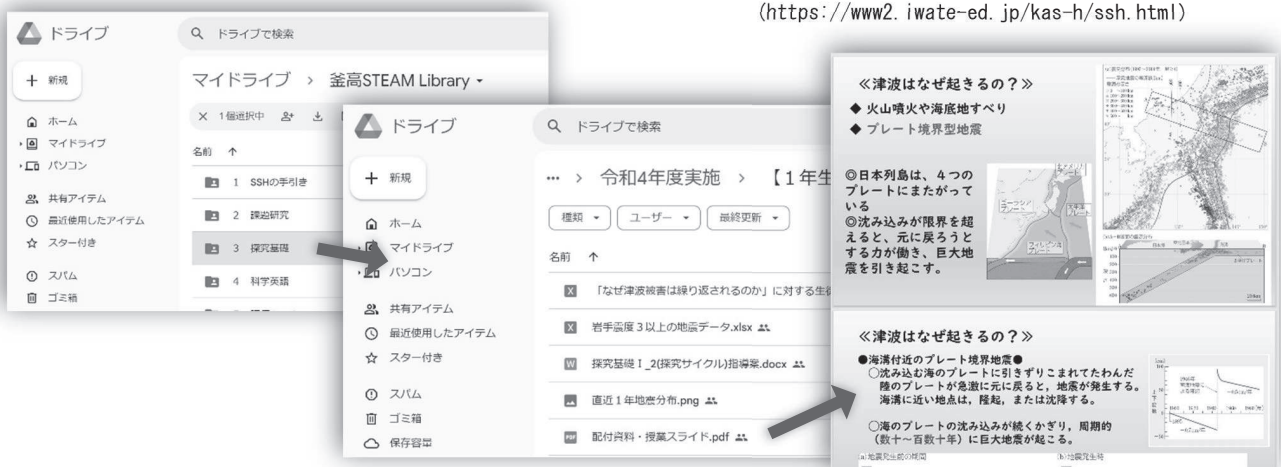 (https://www2.iwate-ed.jp/kas-h/ssh.html)
ドライブ
ドライブで検索
新規
マイドライブ > 釜高STEAM Library
1個選択中
ホーム
マイドライブ
パソコン
共有アイテム
最近使用したアイテム
スター付き
スパム
ゴミ箱
名前 ↑
1 SSHの手引き
2 課題研究
3 探究基礎
4 科学英語
ドライブ
ドライブで検索
新規
… > 令和4年度実施 > 【1年生
種類
ユーザー
最終更新
ホーム
マイドライブ
パソコン
共有アイテム
最近使用したアイテム
スター付き
スパム
ゴミ箱
保存容量
名前 ↑
「なぜ津波被害は繰り返されるのか」に対する生徒
岩手震度3以上の地震データ.xlsx
探究基礎Ⅰ_2(探究サイクル)指導案.docx
直近1年地震分布.png
配付資料・授業スライド.pdf
≪津波はなぜ起きるの？≫
◆ 火山噴火や海底地すべり
◆ プレート境界型地震
◎日本列島は、4つの
プレートにまたがって
いる
◎沈み込みが限界を超
えると、元に戻ろうと
する力が働き、巨大地
震を引き起こす。
≪津波はなぜ起きるの？≫
●海溝付近のプレート境界地震●
○沈み込む海のプレートに引きずりこまれてたわんだ
陸のプレートが急激に元に戻ると，地震が発生する。
海溝に近い地点は，隆起，または沈降する。
○海のプレートの沈み込みが続くかぎり，周期的
（数十～百数十年）に巨大地震が起こる。
(a)地震発生前の期間
(b)地震発生時